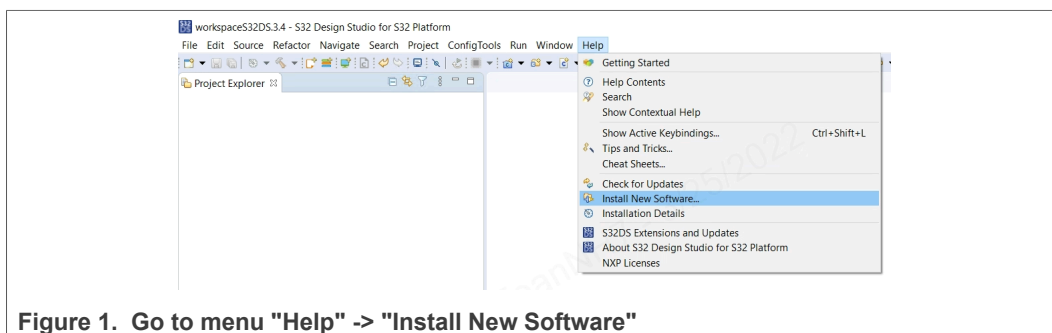 workspaceS32DS.3.4 - S32 Design Studio for S32 Platform
File Edit Source Refactor Navigate Search Project ConfigTools Run Window Help
Getting Started
Project Explorer
Help Contents
Search
Show Contextual Help
Show Active Keybindings... Ctrl+Shift+L
Tips and Tricks...
Cheat Sheets...
Check for Updates
Install New Software...
Installation Details
S32DS Extensions and Updates
About S32 Design Studio for S32 Platform
NXP Licenses
Figure 1. Go to menu "Help" -> "Install New Software"